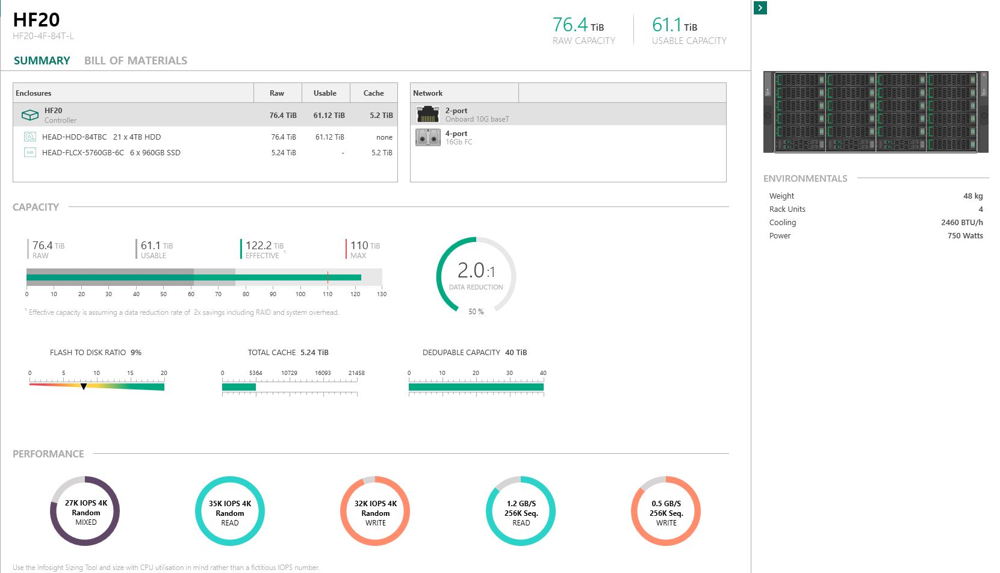 HF20
HF20-4F-84T-L
76.4 TiB
RAW CAPACITY
61.1 TiB
USABLE CAPACITY
SUMMARY BILL OF MATERIALS
Enclosures Raw Usable Cache
HF20
Controller
76.4 TiB 61.12 TiB 5.2 TiB
HEAD-HDD-84TBC 21 x 4TB HDD 76.4 TiB 61.12 TiB none
SSD HEAD-FLCX-5760GB-6C 6 x 960GB SSD 5.24 TiB - 5.2 TiB
Network
2-port
Onboard 10G baseT
4-port
16Gb FC
CAPACITY
76.4 TiB
RAW
61.1 TiB
USABLE
122.2 TiB
EFFECTIVE 1
110 TiB
MAX
0 10 20 30 40 50 60 70 80 90 100 110 120 130
1 Effective capacity is assuming a data reduction rate of 2x savings including RAID and system overhead.
2.0 :1
DATA REDUCTION
50 %
FLASH TO DISK RATIO 9%
0 5 10 15 20
TOTAL CACHE 5.24 TiB
0 5364 10729 16093 21458
DEDUPABLE CAPACITY 40 TiB
0 10 20 30 40
PERFORMANCE
27K IOPS 4K
Random
MIXED
35K IOPS 4K
Random
READ
32K IOPS 4K
Random
WRITE
1.2 GB/S
256K Seq.
READ
0.5 GB/S
256K Seq.
WRITE
Use the Infosight Sizing Tool and size with CPU utilisation in mind rather than a fictitious IOPS number.
ENVIRONMENTALS
Weight 48 kg
Rack Units 4
Cooling 2460 BTU/h
Power 750 Watts